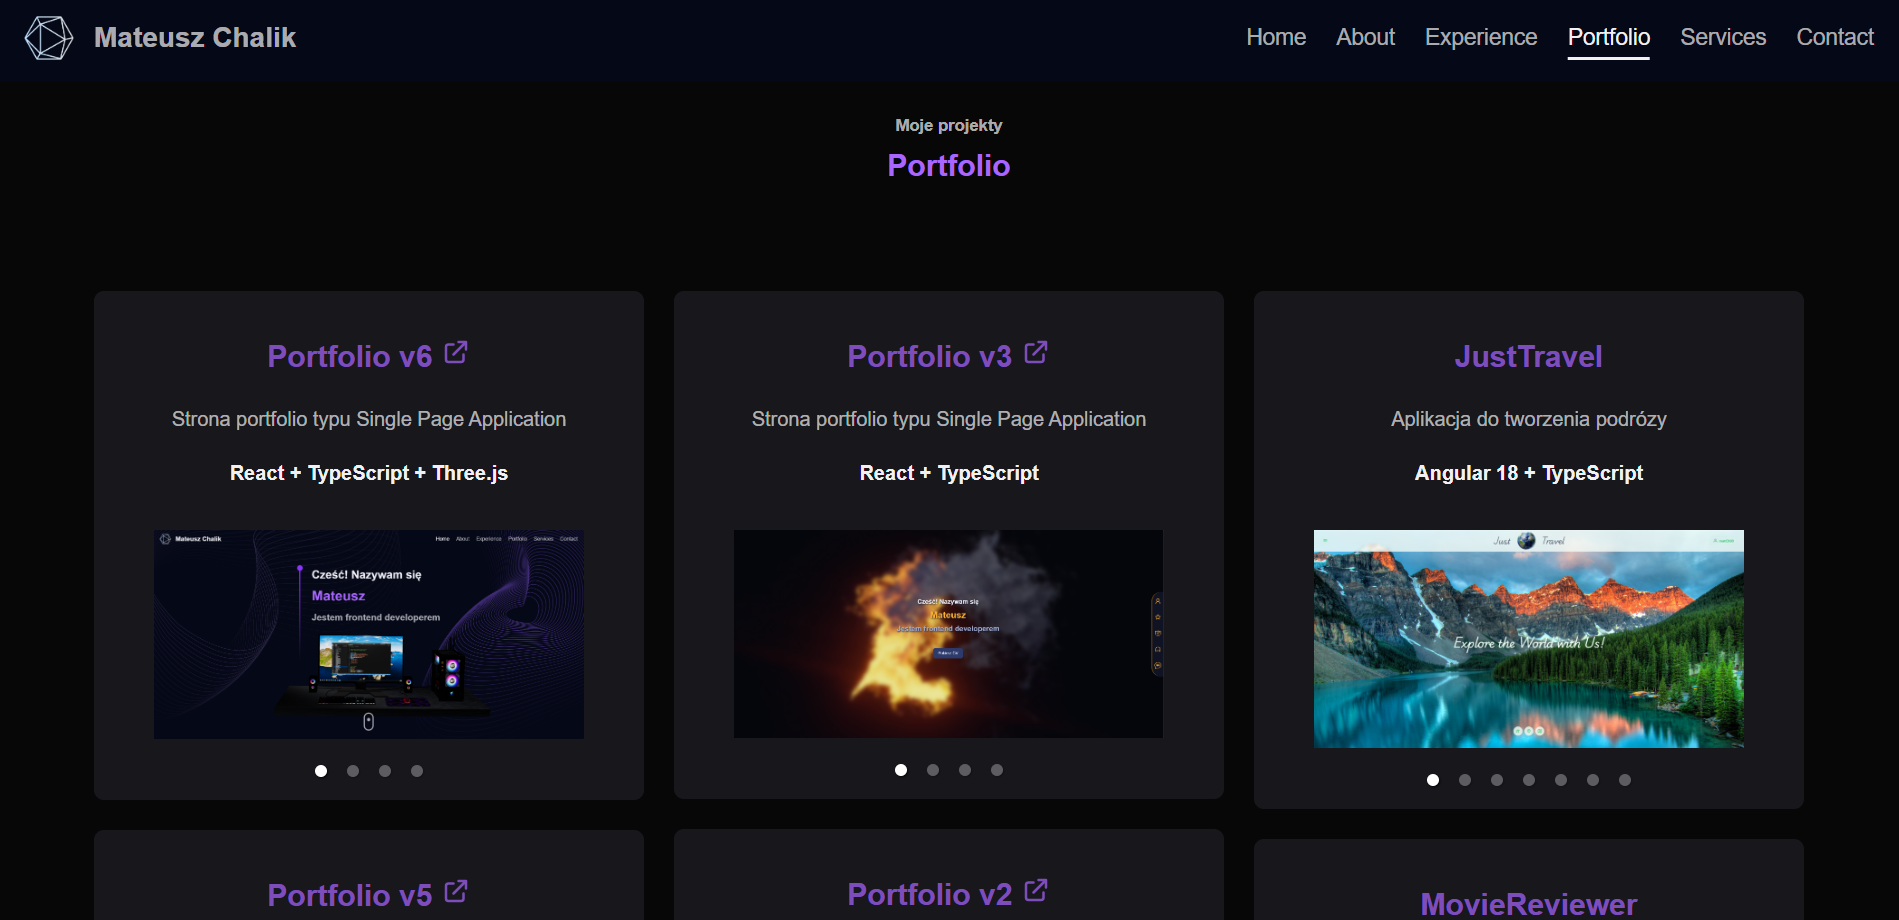 Mateusz Chalik
Home About Experience Portfolio Services Contact
Moje projekty
Portfolio
Portfolio v6
Strona portfolio typu Single Page Application
React + TypeScript + Three.js
Mateusz Chalik
Home About Experience Portfolio Services Contact
Cześć! Nazywam się
Mateusz
Jestem frontend developerem
Portfolio v3
Strona portfolio typu Single Page Application
React + TypeScript
Cześć! Nazywam się
Mateusz
Jestem frontend developerem
JustTravel
Aplikacja do tworzenia podrózy
Angular 18 + TypeScript
Just Travel
Explore the World with Us!
Portfolio v5
Portfolio v2
MovieReviewer